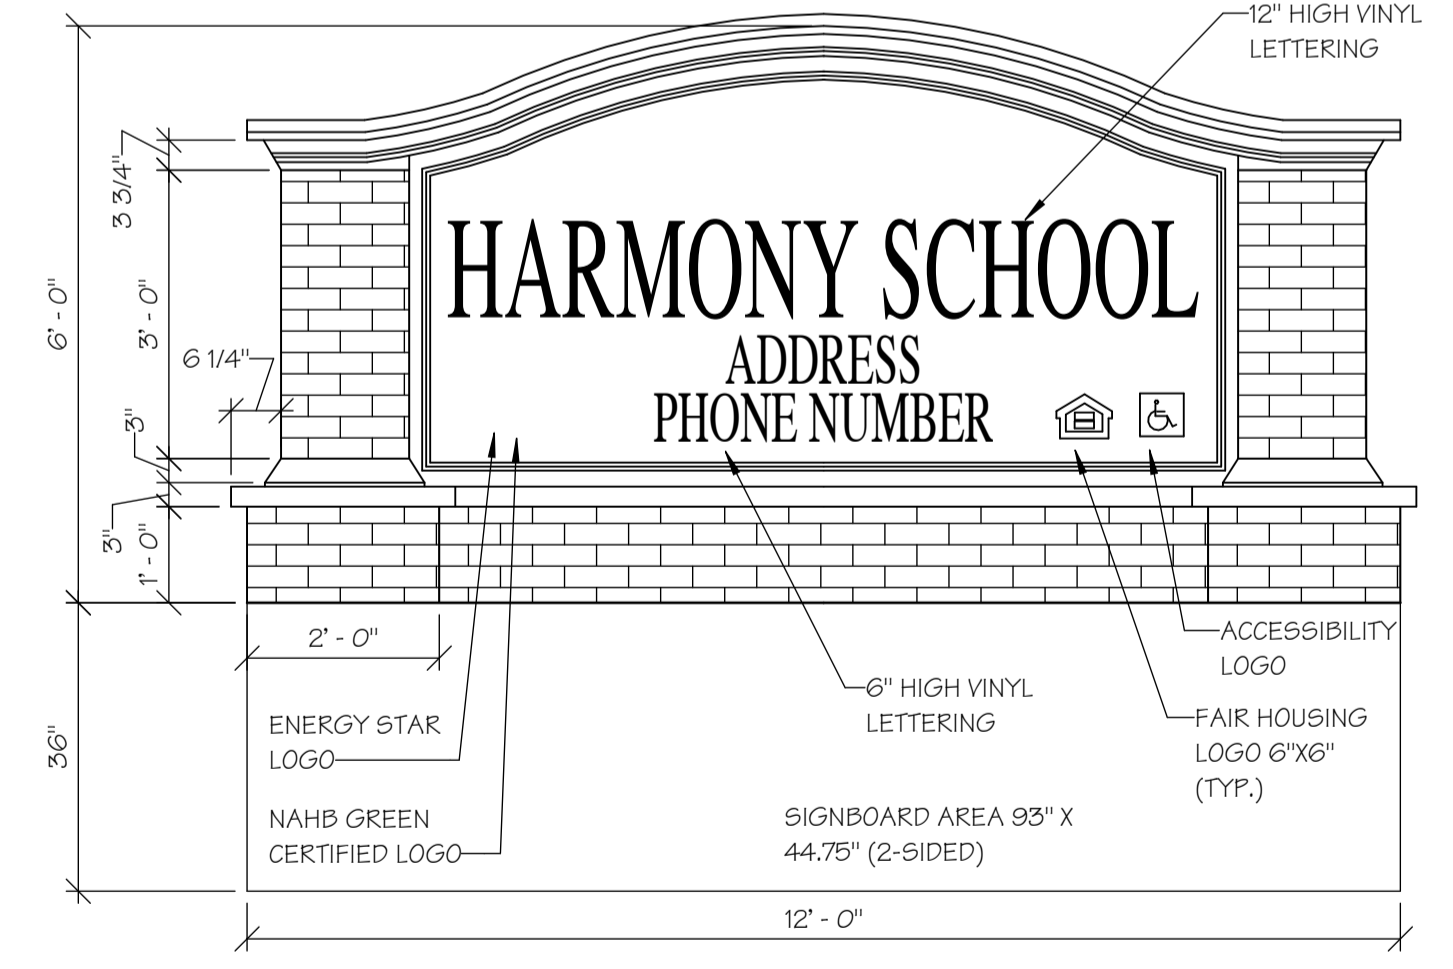 12" HIGH VINYL
LETTERING
6' - 0"
3 3/4"
3' - 0"
6 1/4"
3"
3"
1' - 0"
HARMONY SCHOOL
ADDRESS
PHONE NUMBER
2' - 0"
36"
ENERGY STAR
LOGO
NAHB GREEN
CERTIFIED LOGO
6" HIGH VINYL
LETTERING
SIGNBOARD AREA 93" X
44.75" (2-SIDED)
ACCESSIBILITY
LOGO
FAIR HOUSING
LOGO 6"X6"
(TYP.)
12' - 0"